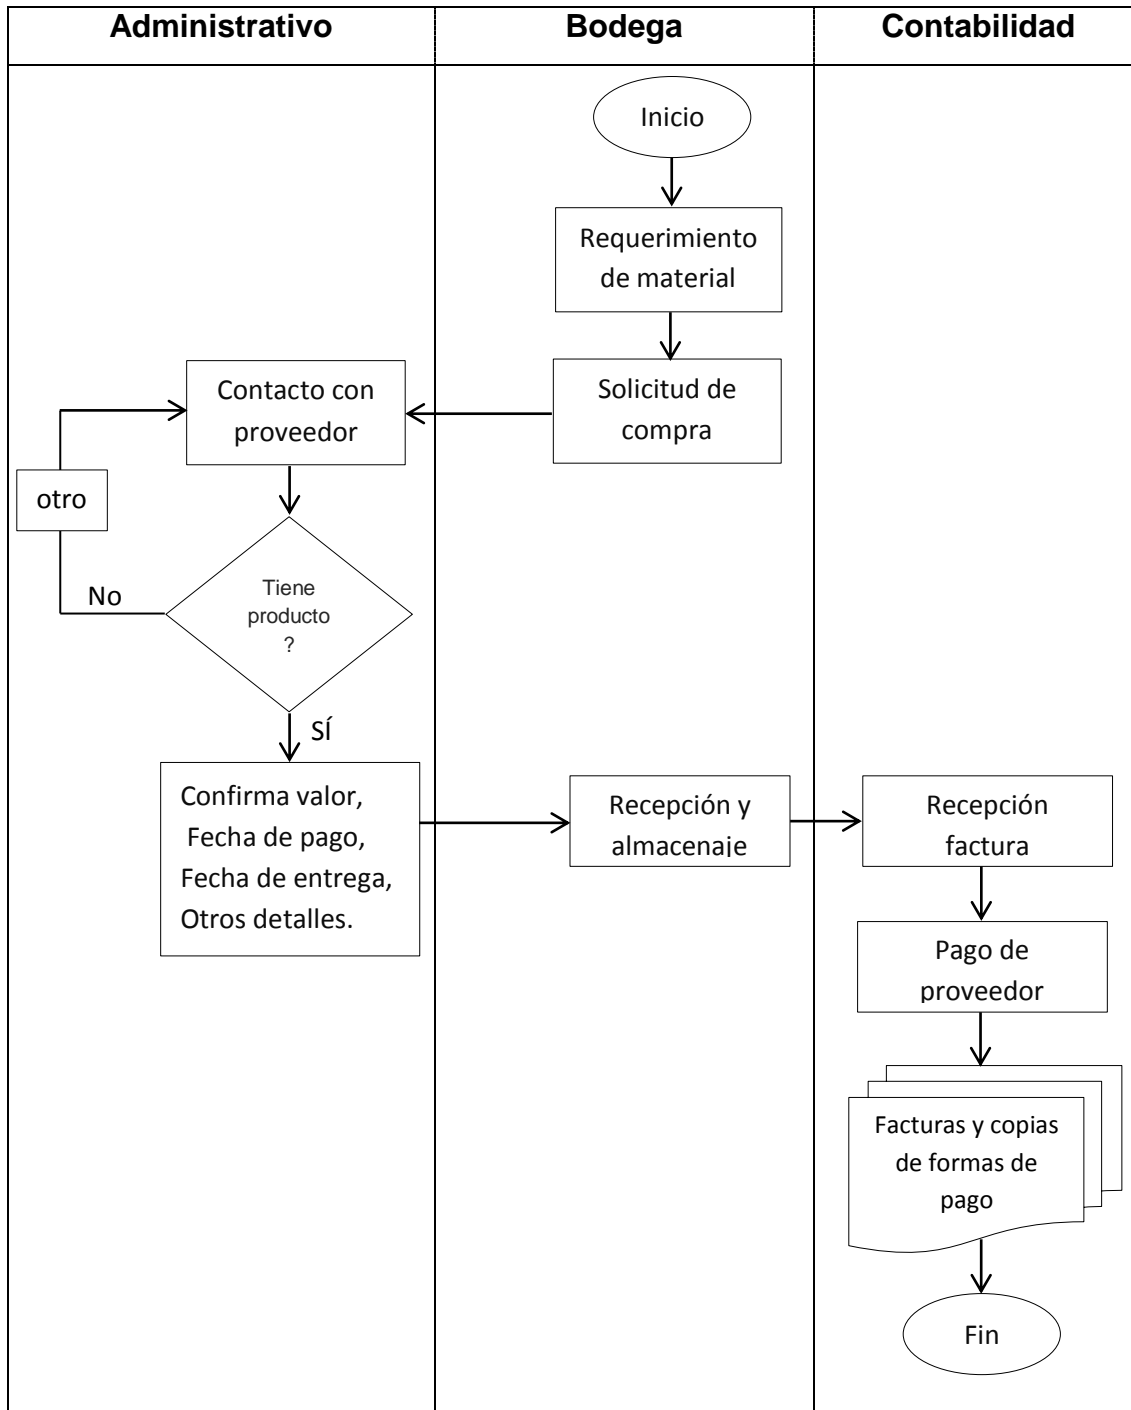 Administrativo
Bodega
Contabilidad
Inicio
Requerimiento
de material
Solicitud de
compra
Contacto con
proveedor
otro
No
Tiene
producto
?
SÍ
Confirma valor,
Fecha de pago,
Fecha de entrega,
Otros detalles.
Recepción y
almacenaje
Recepción
factura
Pago de
proveedor
Facturas y copias
de formas de
pago
Fin